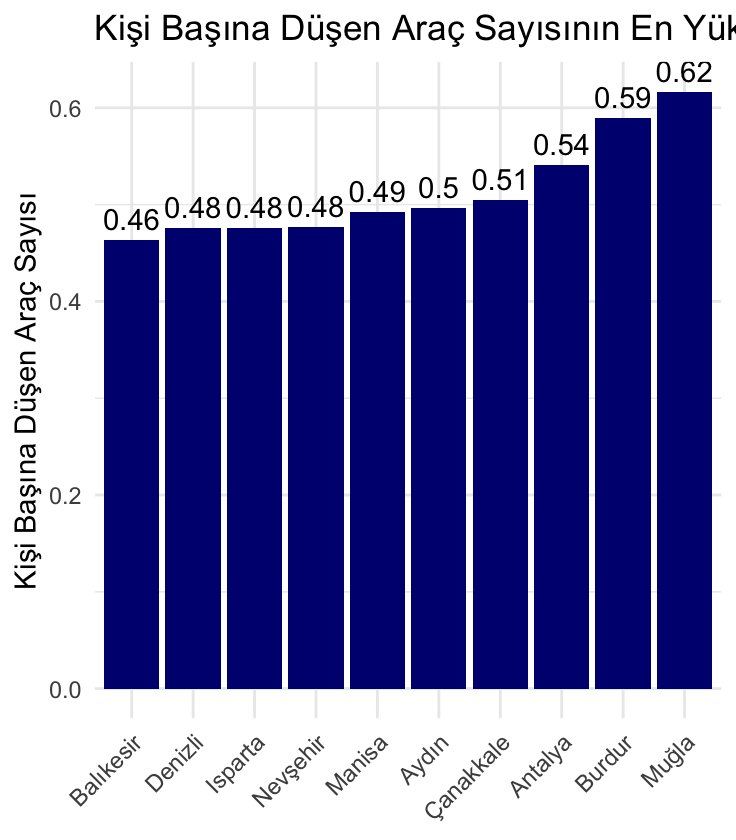 Kişi Başına Düşen Araç Sayısının En Yük
Kişi Başına Düşen Araç Sayısı
0.6
0.4
0.2
0.0
0.46
0.48
0.48
0.48
0.49
0.5
0.51
0.54
0.59
0.62
Balıkesir
Denizli
Isparta
Nevşehir
Manisa
Aydın
Çanakkale
Antalya
Burdur
Muğla